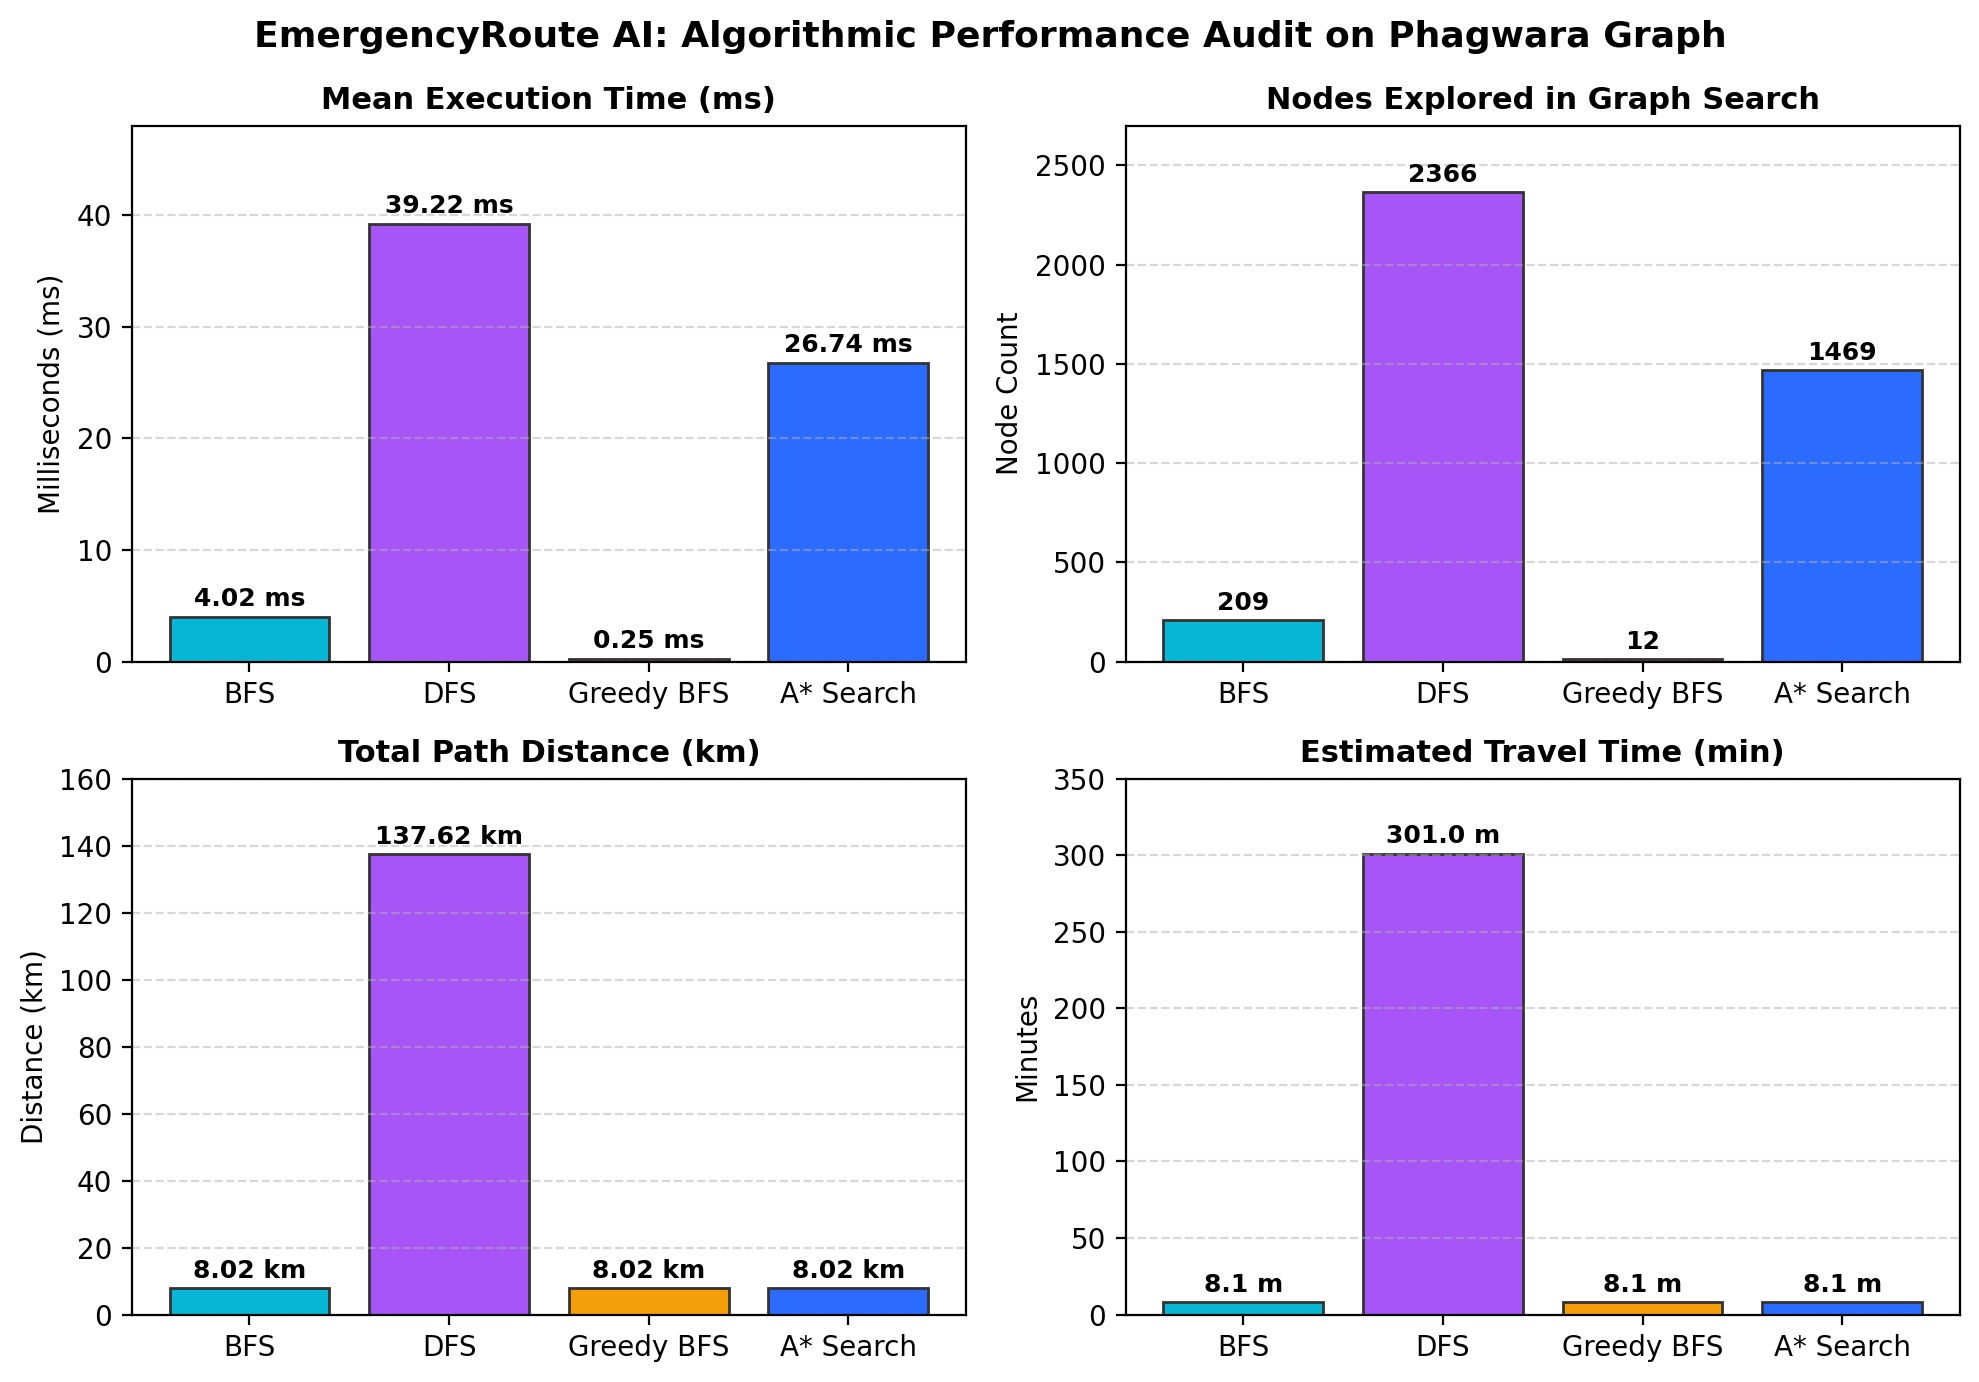 EmergencyRoute AI: Algorithmic Performance Audit on Phagwara Graph
Mean Execution Time (ms)
Milliseconds (ms)
40
30
20
10
0
4.02 ms
39.22 ms
0.25 ms
26.74 ms
BFS
DFS
Greedy BFS
A* Search
Nodes Explored in Graph Search
Node Count
2500
2000
1500
1000
500
0
209
2366
12
1469
BFS
DFS
Greedy BFS
A* Search
Total Path Distance (km)
Distance (km)
160
140
120
100
80
60
40
20
0
8.02 km
137.62 km
8.02 km
8.02 km
BFS
DFS
Greedy BFS
A* Search
Estimated Travel Time (min)
Minutes
350
300
250
200
150
100
50
0
8.1 m
301.0 m
8.1 m
8.1 m
BFS
DFS
Greedy BFS
A* Search